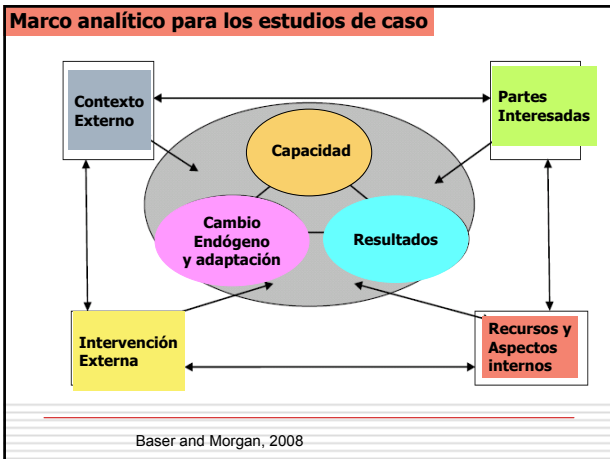 Marco analítico para los estudios de caso
Contexto
Externo
Partes
Interesadas
Capacidad
Cambio
Endógeno
y adaptación
Resultados
Intervención
Externa
Recursos y
Aspectos
internos
Baser and Morgan, 2008